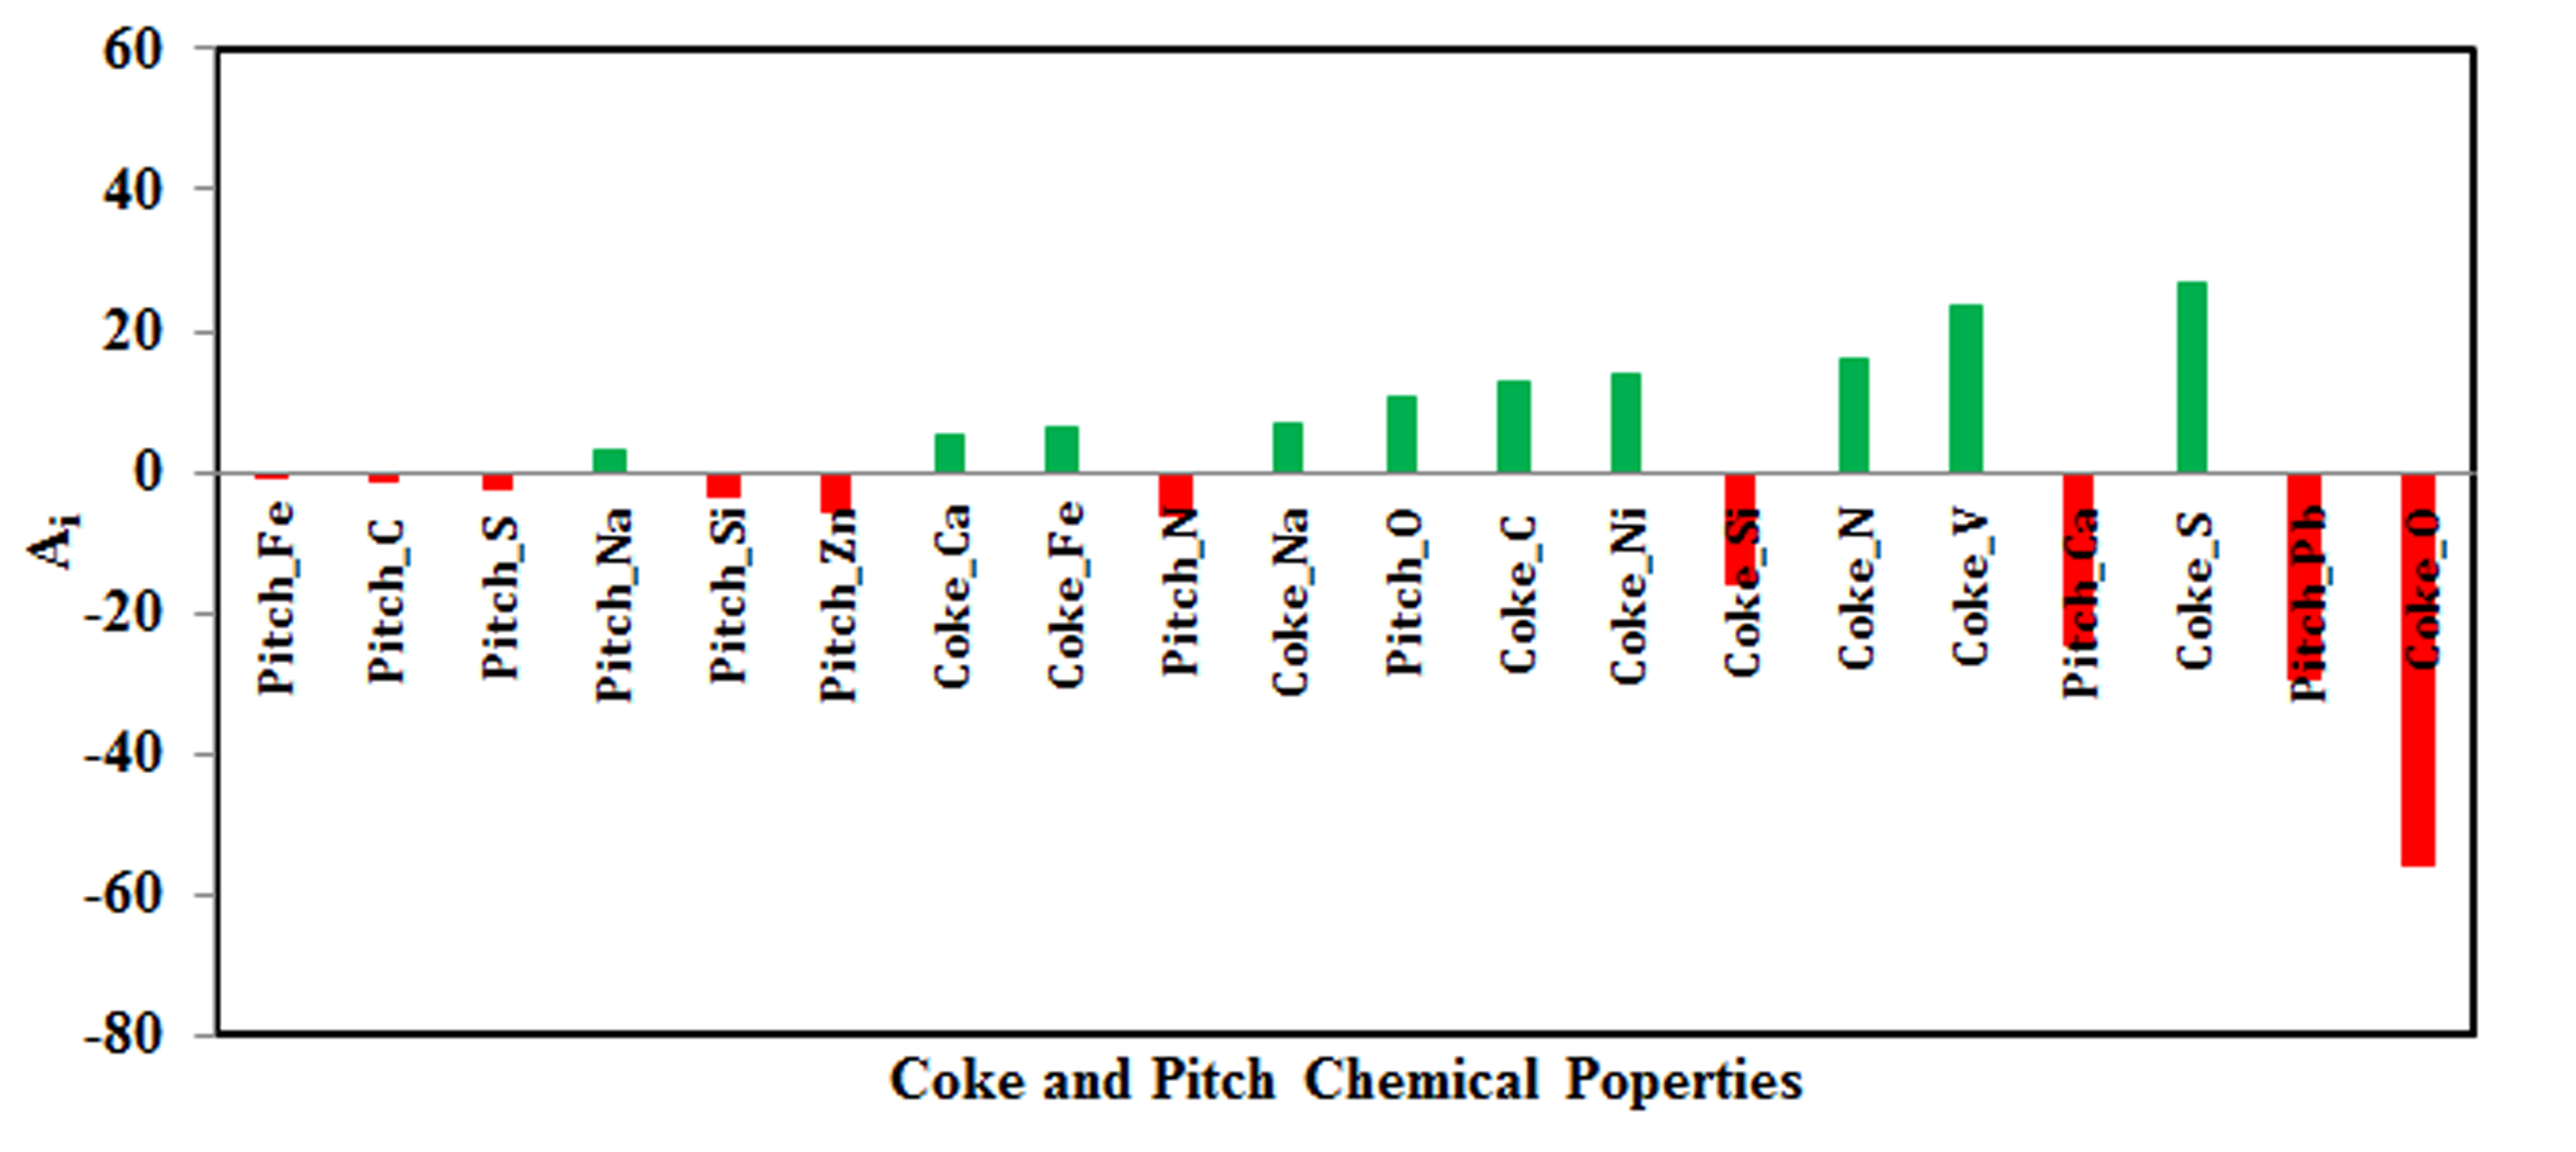 60
40
20
0
-20
-40
-60
-80
Ai
Pitch_Fe
Pitch_C
Pitch_S
Pitch_Na
Pitch_Si
Pitch_Zn
Coke_Ca
Coke_Fe
Pitch_N
Coke_Na
Pitch_O
Coke_C
Coke_Ni
Coke_Si
Coke_N
Coke_V
Pitch_Ca
Coke_S
Pitch_Pb
Coke_O
Coke and Pitch Chemical Poperties